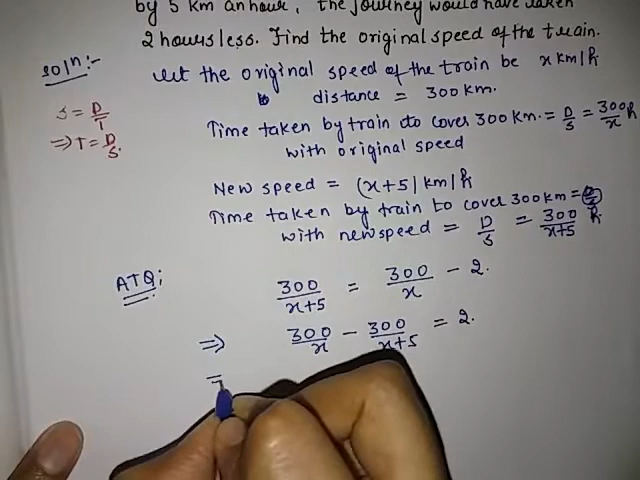 by 5 km an hour, the journey would have taken
2 hours less. Find the original speed of the train.
Soln:- Let the original speed of the train be x km/h
distance = 300 km.
S = D/T
⇒ T = D/S.
Time taken by train to cover 300 km. = D/S = 300/x h
with original speed
New speed = (x+5) km/h
Time taken by train to cover 300 km =
with new speed = D/S = 300/x+5 h
ATQ; 300/x+5 = 300/x - 2.
⇒ 300/x - 300/x+5 = 2.
=